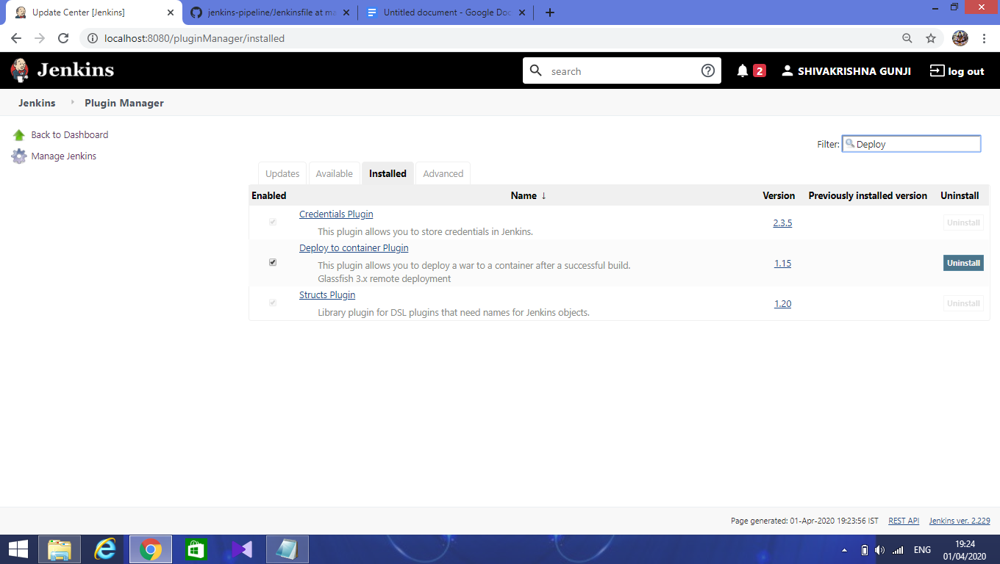 Update Center [Jenkins]
jenkins-pipeline/Jenkinsfile at ma
Untitled document - Google Doc
localhost:8080/pluginManager/installed
Jenkins
search
2
SHIVAKRISHNA GUNJI
log out
Jenkins
Plugin Manager
Back to Dashboard
Manage Jenkins
Filter:
Deploy
Updates
Available
Installed
Advanced
Enabled
Name ↓
Version
Previously installed version
Uninstall
Credentials Plugin
This plugin allows you to store credentials in Jenkins.
2.3.5
Uninstall
Deploy to container Plugin
This plugin allows you to deploy a war to a container after a successful build.
Glassfish 3.x remote deployment
1.15
Uninstall
Structs Plugin
Library plugin for DSL plugins that need names for Jenkins objects.
1.20
Uninstall
Page generated: 01-Apr-2020 19:23:56 IST
REST API
Jenkins ver. 2.229
ENG
19:24
01/04/2020